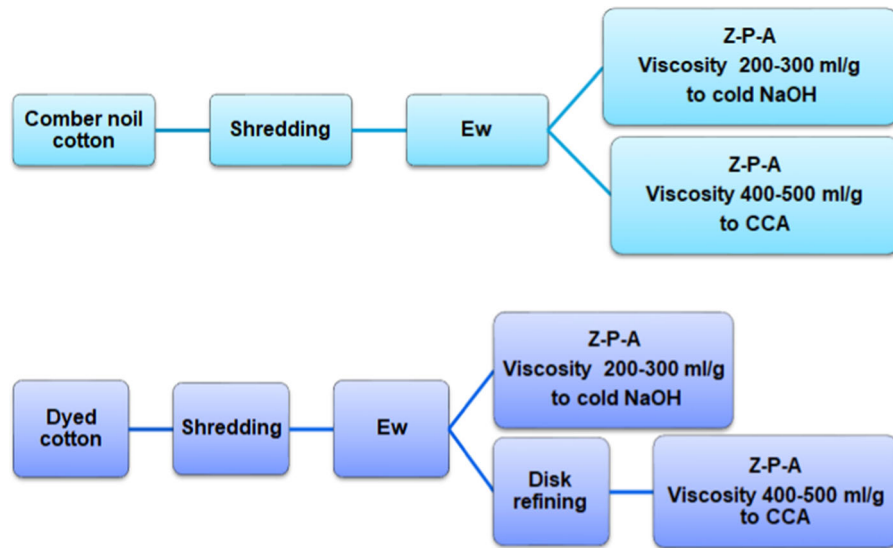 Comber noil
cotton
Shredding
Ew
Z-P-A
Viscosity 200-300 ml/g
to cold NaOH
Z-P-A
Viscosity 400-500 ml/g
to CCA
Dyed
cotton
Shredding
Ew
Z-P-A
Viscosity 200-300 ml/g
to cold NaOH
Disk
refining
Z-P-A
Viscosity 400-500 ml/g
to CCA